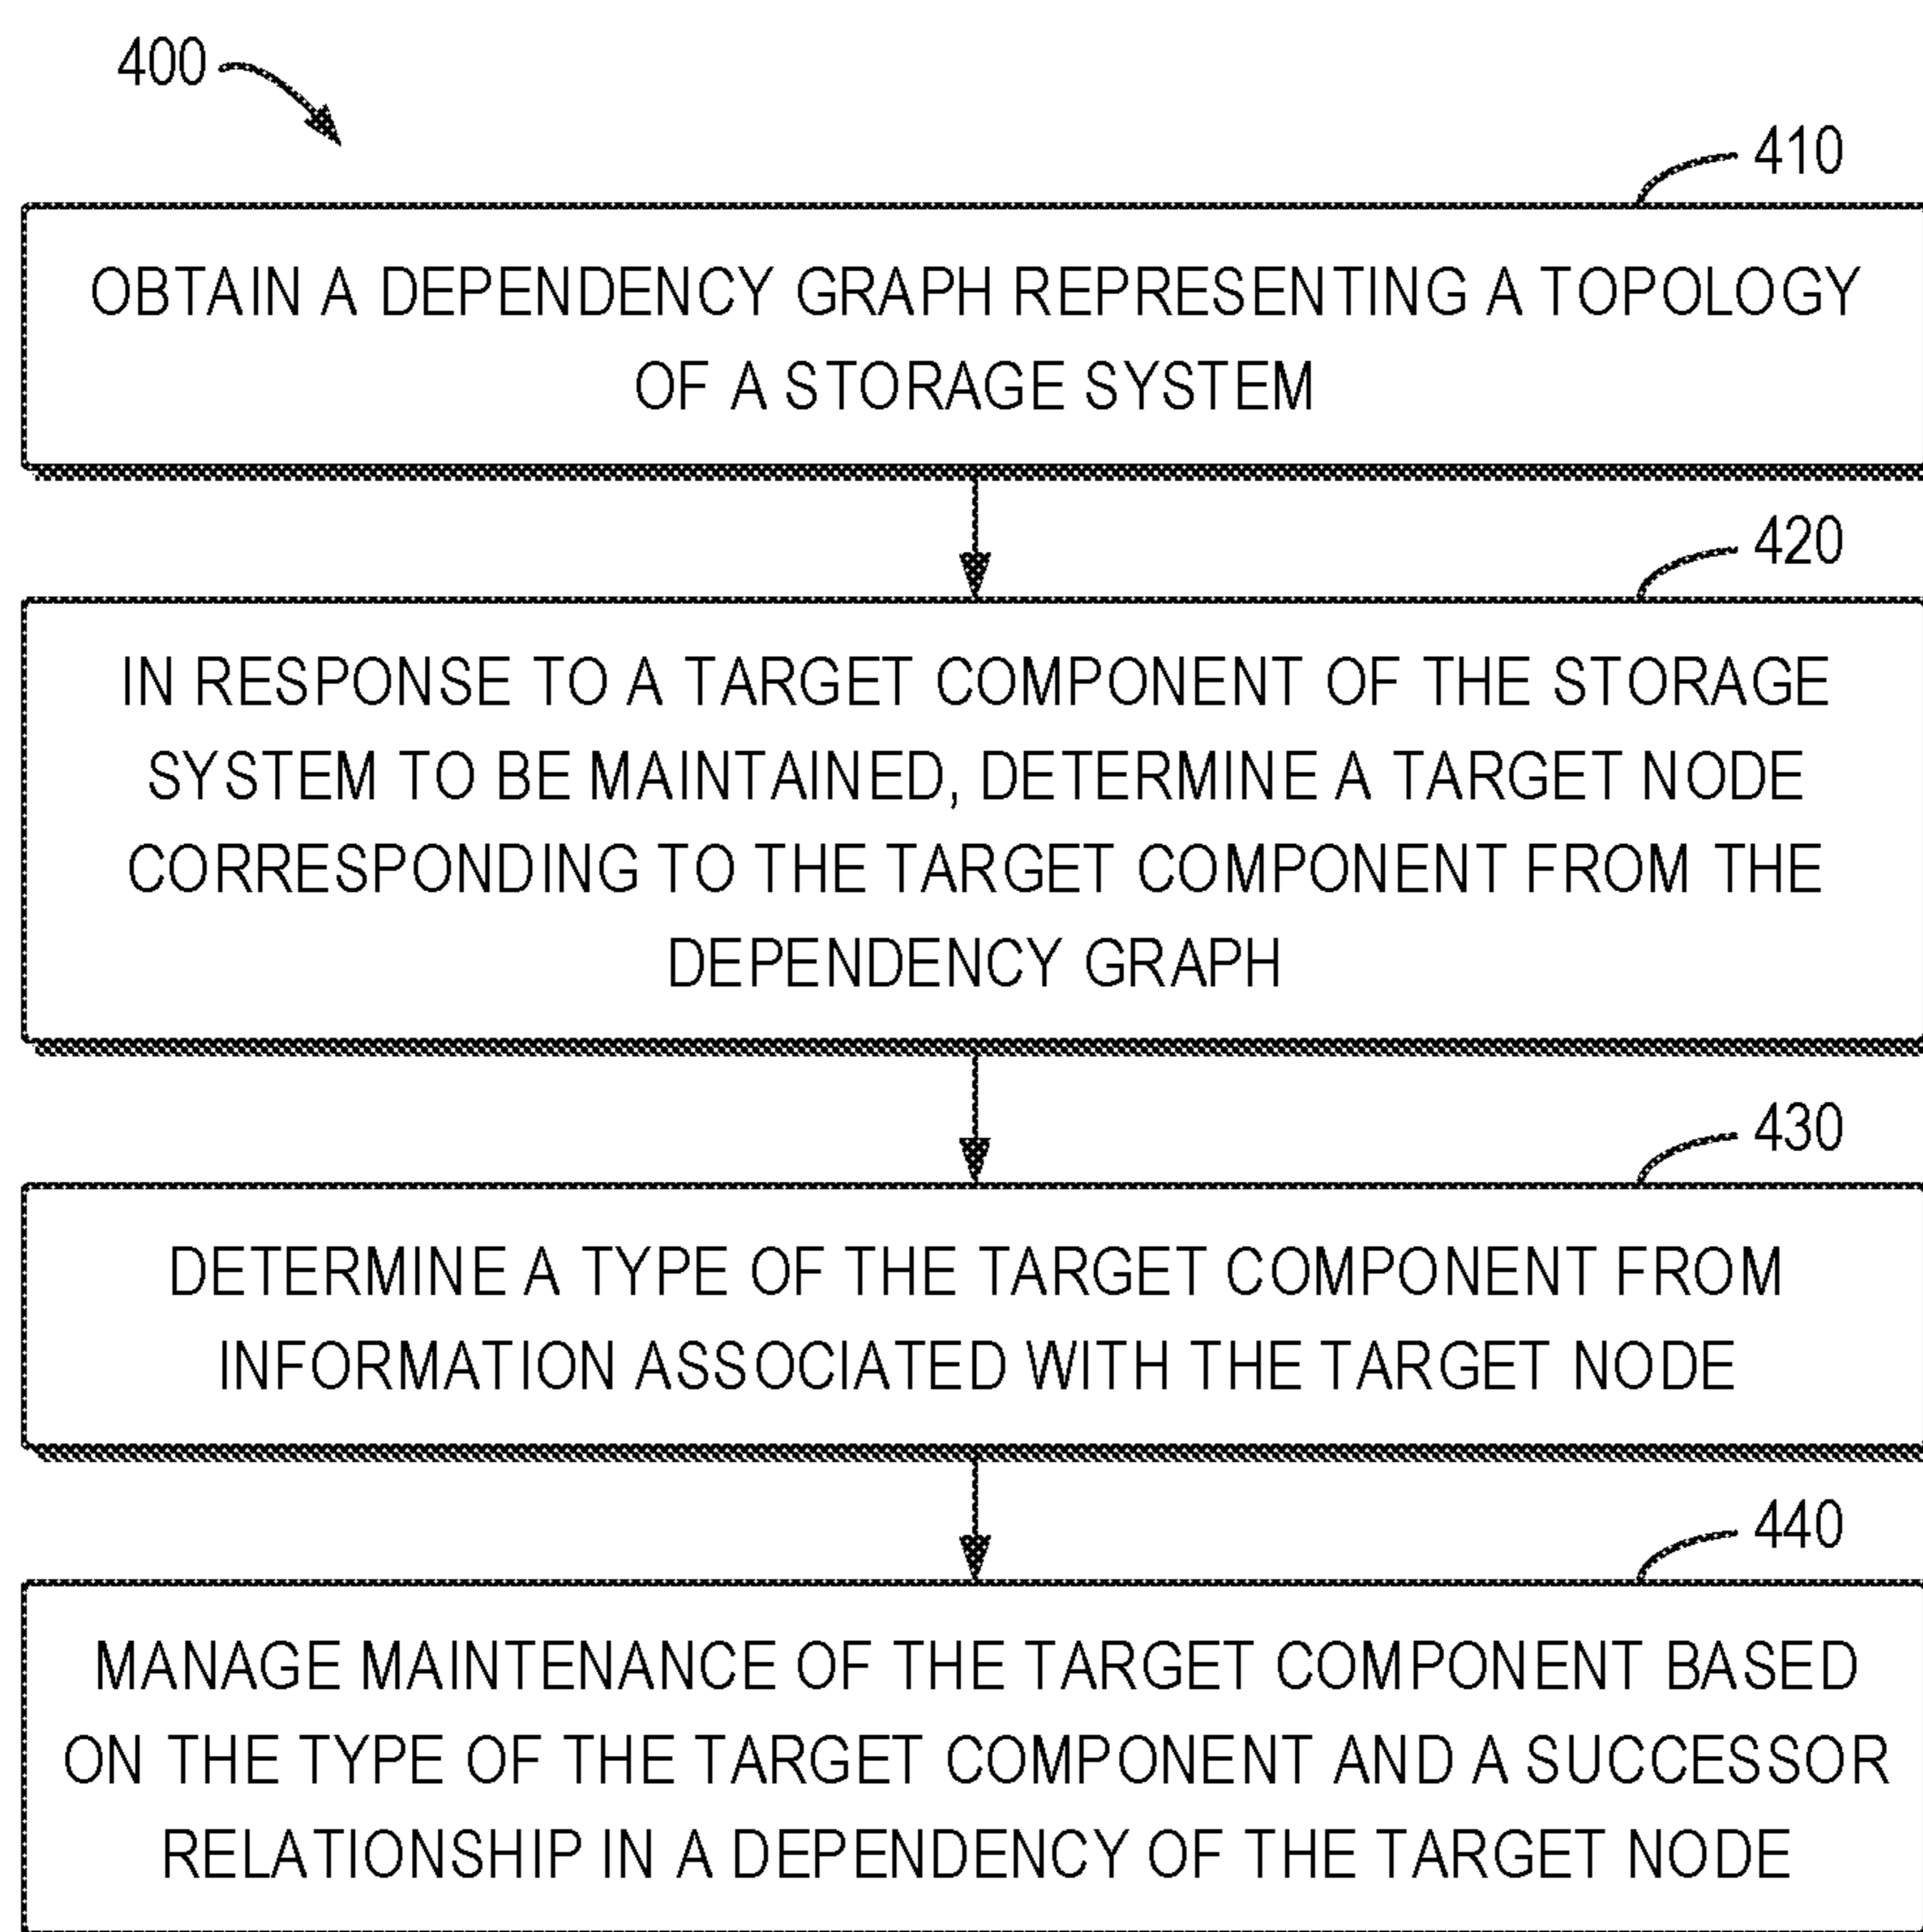 400
410
OBTAIN A DEPENDENCY GRAPH REPRESENTING A TOPOLOGY
OF A STORAGE SYSTEM
420
IN RESPONSE TO A TARGET COMPONENT OF THE STORAGE
SYSTEM TO BE MAINTAINED, DETERMINE A TARGET NODE
CORRESPONDING TO THE TARGET COMPONENT FROM THE
DEPENDENCY GRAPH
430
DETERMINE A TYPE OF THE TARGET COMPONENT FROM
INFORMATION ASSOCIATED WITH THE TARGET NODE
440
MANAGE MAINTENANCE OF THE TARGET COMPONENT BASED
ON THE TYPE OF THE TARGET COMPONENT AND A SUCCESSOR
RELATIONSHIP IN A DEPENDENCY OF THE TARGET NODE